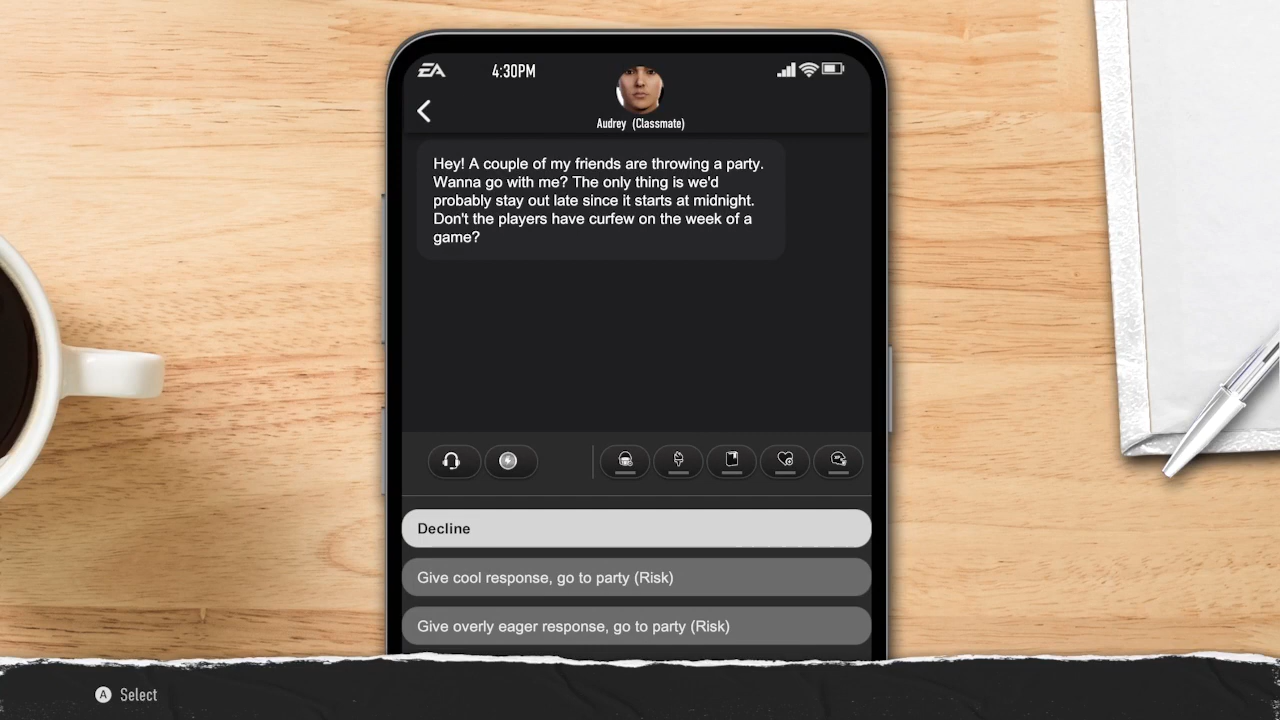 EA
4:30PM
Audrey (Classmate)
Hey! A couple of my friends are throwing a party.
Wanna go with me? The only thing is we'd
probably stay out late since it starts at midnight.
Don't the players have curfew on the week of a
game?
Decline
Give cool response, go to party (Risk)
Give overly eager response, go to party (Risk)
A Select